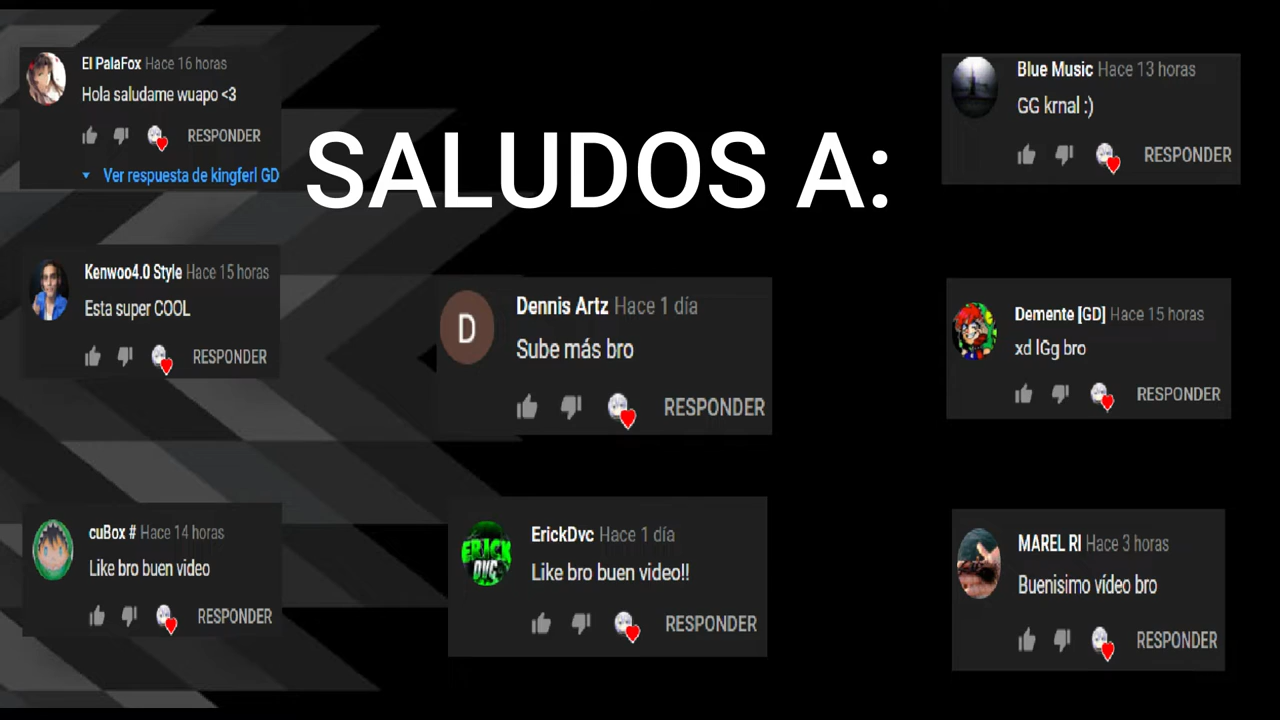 SALUDOS A:
El PalaFox Hace 16 horas
Hola saludame wuapo <3
RESPONDER
Ver respuesta de kingferl GD
Kenwoo4.0 Style Hace 15 horas
Esta super COOL
RESPONDER
cuBox # Hace 14 horas
Like bro buen video
RESPONDER
D
Dennis Artz Hace 1 día
Sube más bro
RESPONDER
ERICK
DVC
ErickDvc Hace 1 día
Like bro buen video!!
RESPONDER
Blue Music Hace 13 horas
GG krnal :)
RESPONDER
Demente [GD] Hace 15 horas
xd lGg bro
RESPONDER
MAREL RI Hace 3 horas
Buenisimo vídeo bro
RESPONDER